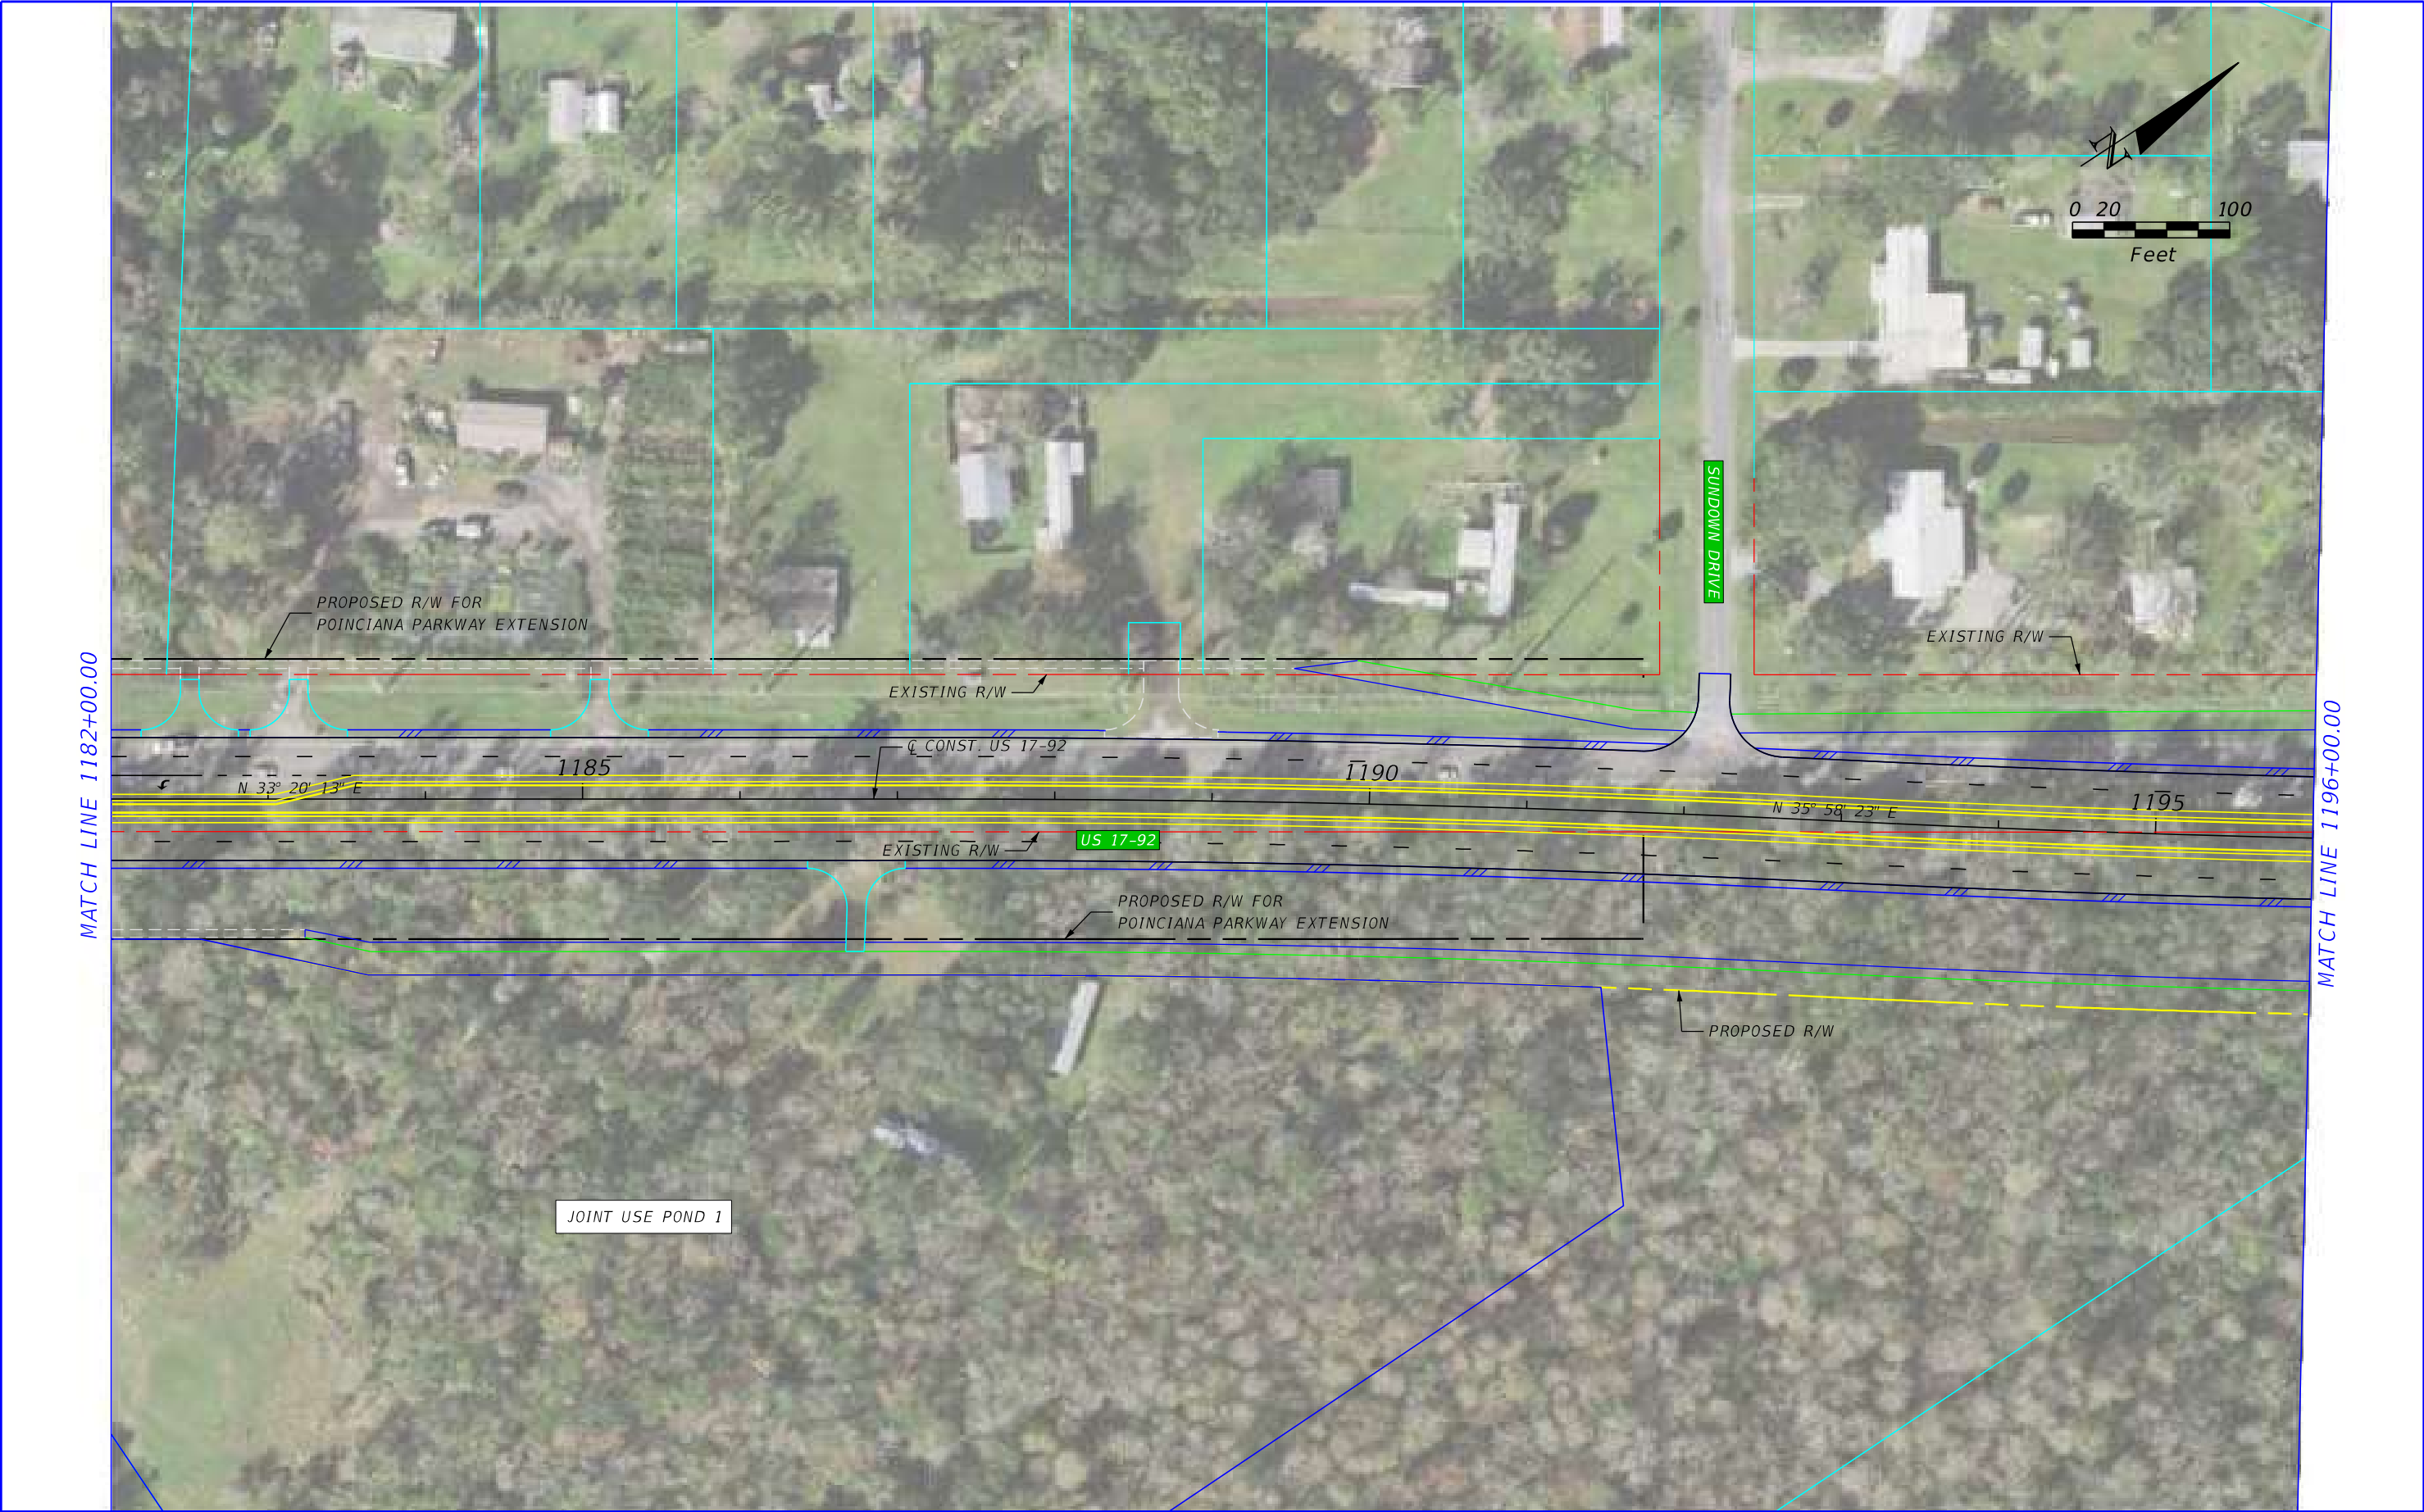 N
0 20 100
Feet
SUNDOWN DRIVE
PROPOSED R/W FOR
POINCIANA PARKWAY EXTENSION
EXISTING R/W
EXISTING R/W
MATCH LINE 1182+00.00
MATCH LINE 1196+00.00
℄ CONST. US 17-92
1185
1190
1195
N 33° 20' 13" E
N 35° 58' 23" E
US 17-92
EXISTING R/W
PROPOSED R/W FOR
POINCIANA PARKWAY EXTENSION
PROPOSED R/W
JOINT USE POND 1